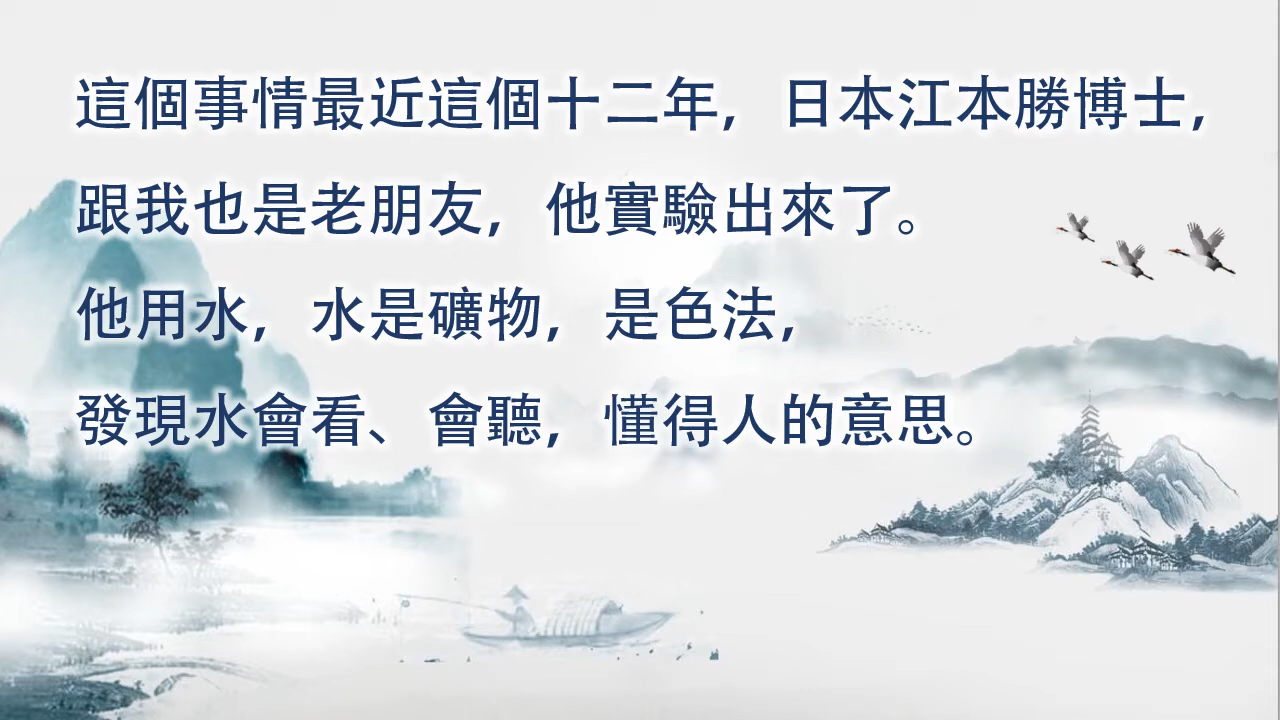 這個事情最近這個十二年，日本江本勝博士，
跟我也是老朋友，他實驗出來了。
他用水，水是礦物，是色法，
發現水會看、會聽，懂得人的意思。